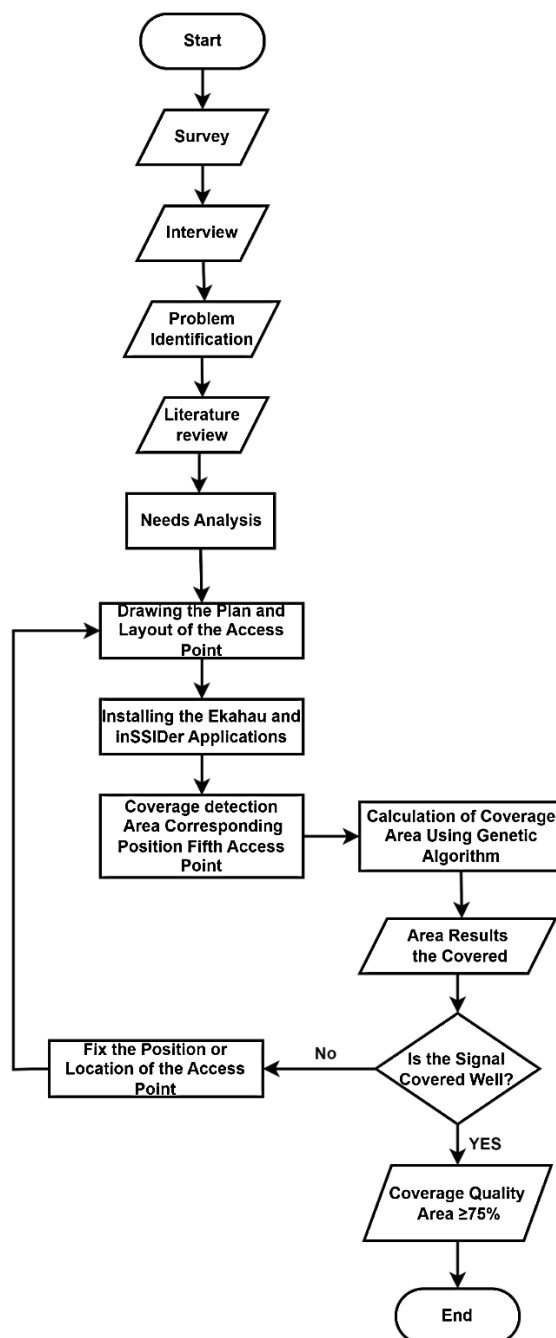 Start
Survey
Interview
Problem
Identification
Literature
review
Needs Analysis
Drawing the Plan and
Layout of the Access
Point
Installing the Ekahau and
inSSIDer Applications
Coverage detection
Area Corresponding
Position Fifth Access
Point
Calculation of Coverage
Area Using Genetic
Algorithm
Area Results
the Covered
Is the Signal
Covered Well?
No
Fix the Position or
Location of the Access
Point
YES
Coverage Quality
Area ≥75%
End